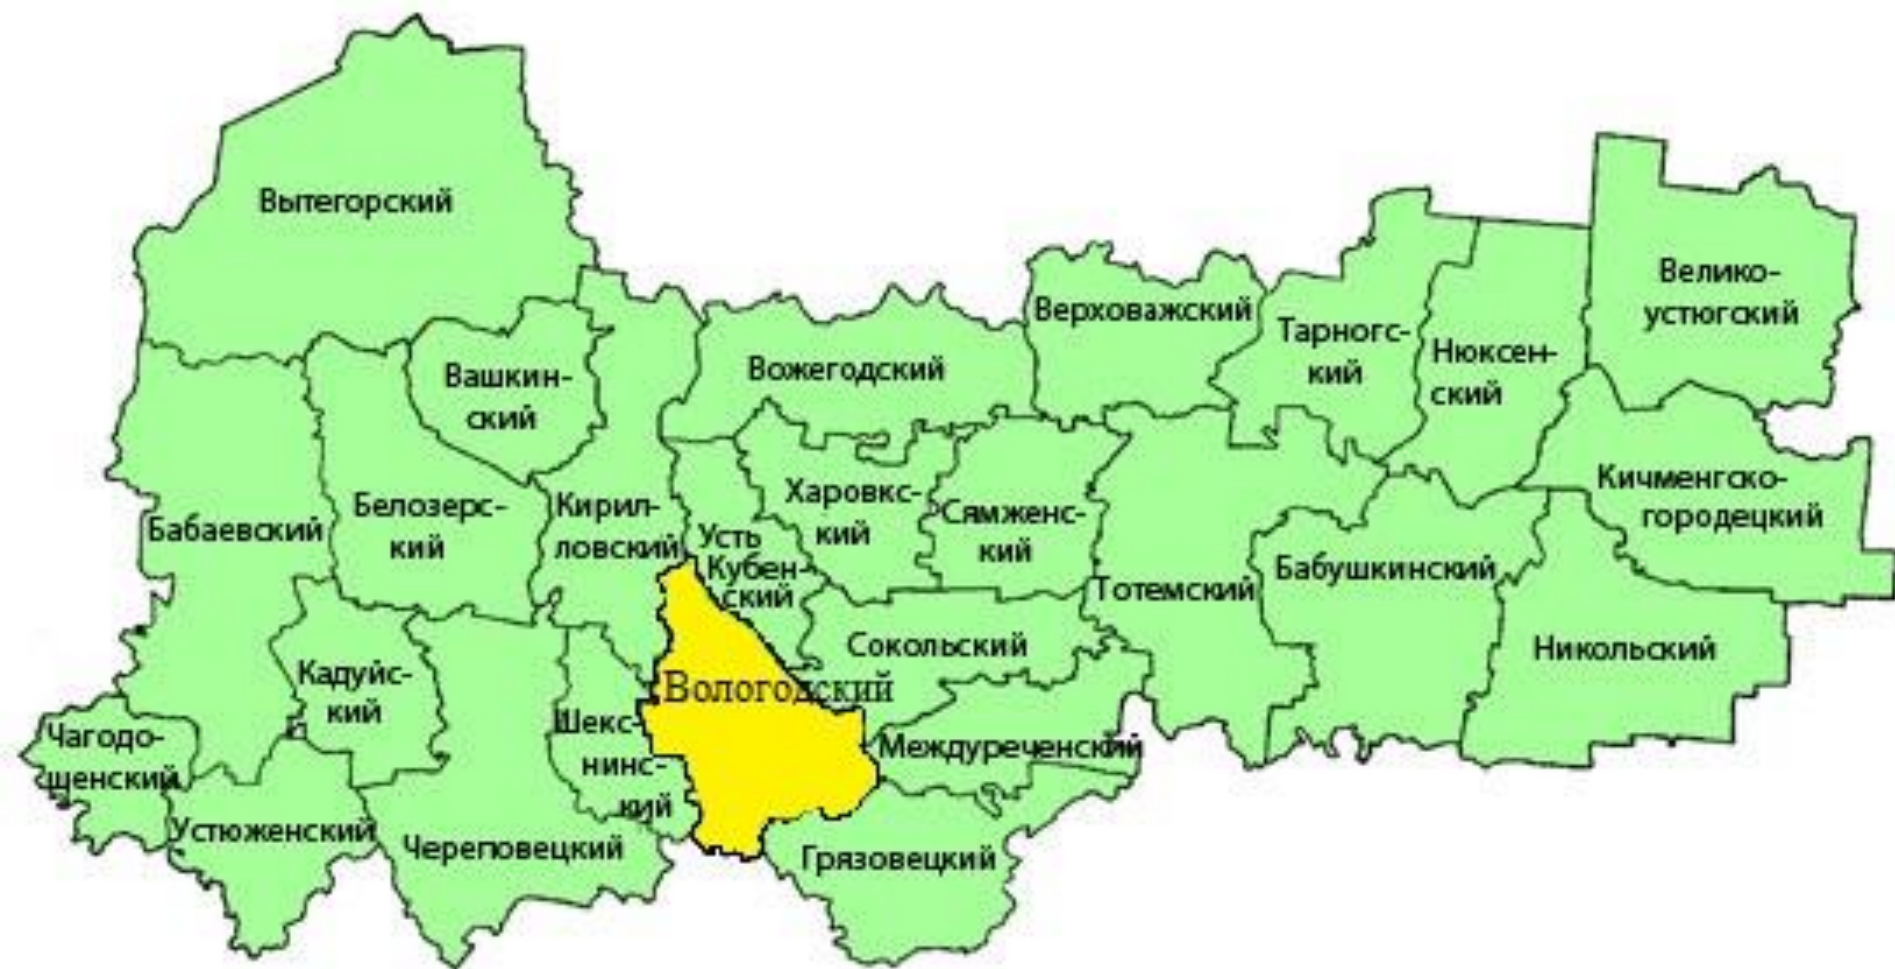 Вытегорский
Велико-
устюгский
Верховажский
Тарногс-
кий
Нюксен-
ский
Вашкин-
ский
Вожегодский
Кичменгско-
городецкий
Бабаевский
Белозерс-
кий
Кирил-
ловский
Харовкс-
кий
Сямженс-
кий
Усть
Кубен-
ский
Тотемский
Бабушкинский
Сокольский
Никольский
Кадуйс-
кий
Вологодский
Чагодо-
щенский
Шекс-
нинс-
кий
Междуреченский
Устюженский
Череповецкий
Грязовецкий